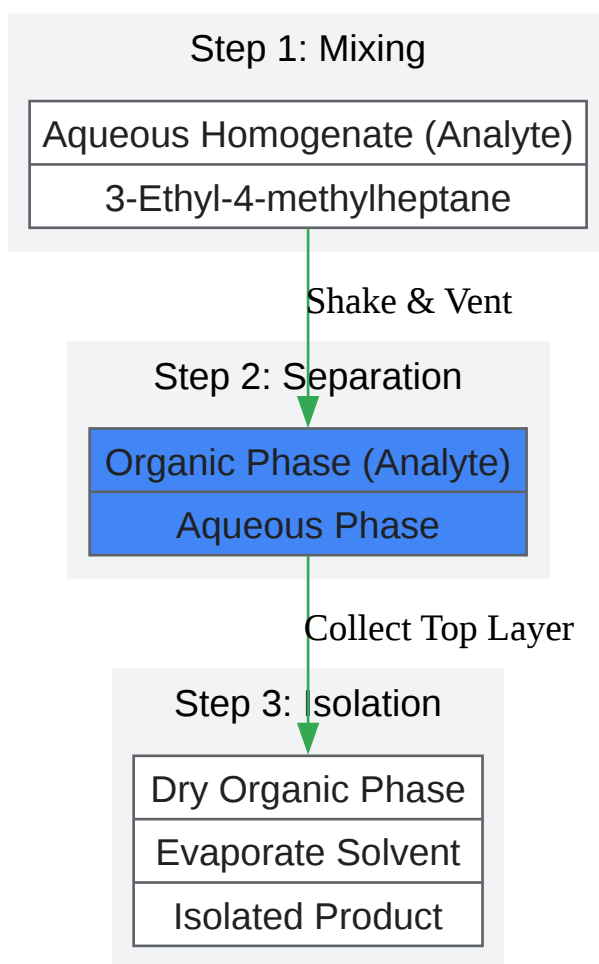 Step 1: Mixing
Aqueous Homogenate (Analyte)
3-Ethyl-4-methylheptane
Shake & Vent
Step 2: Separation
Organic Phase (Analyte)
Aqueous Phase
Collect Top Layer
Step 3: Isolation
Dry Organic Phase
Evaporate Solvent
Isolated Product